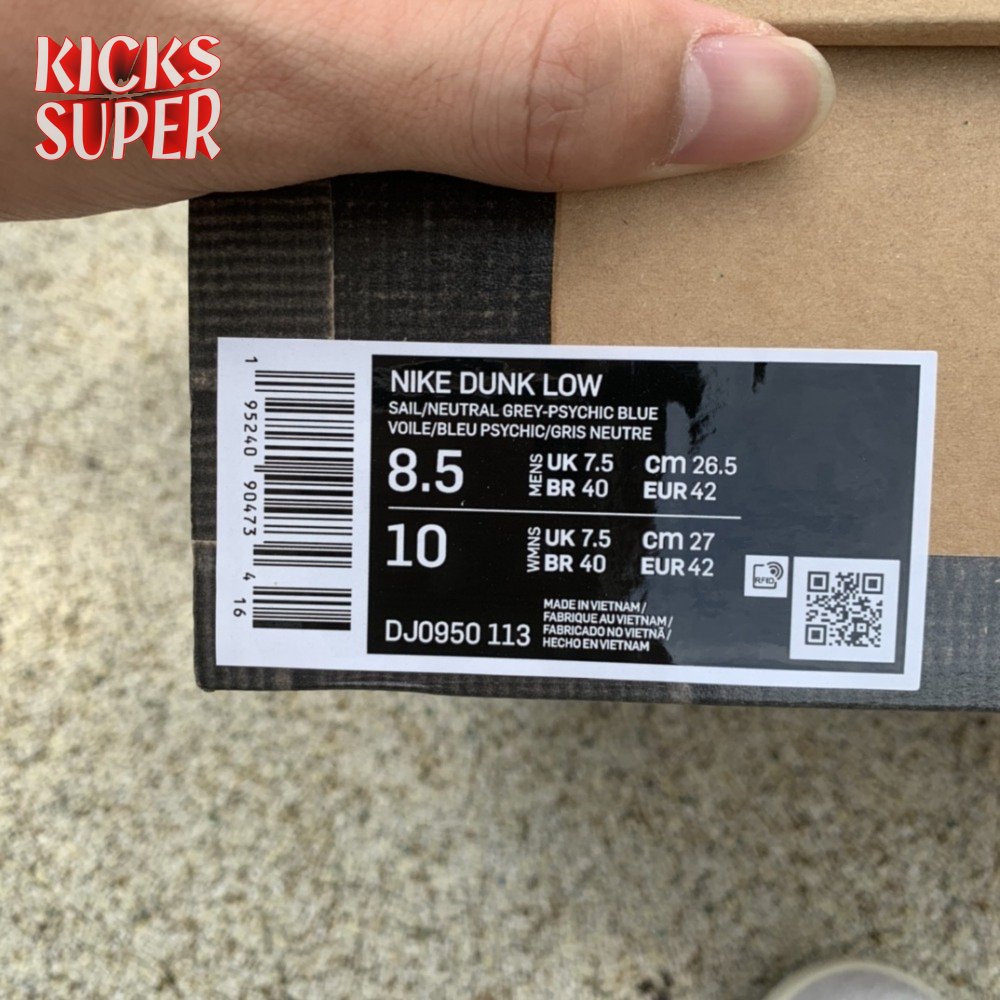 KICKS
SUPER
NIKE DUNK LOW
SAIL/NEUTRAL GREY-PSYCHIC BLUE
VOILE/BLEU PSYCHIC/GRIS NEUTRE
8.5 MENS UK 7.5 cm 26.5
BR 40 EUR 42
10 WMNS UK 7.5 cm 27
BR 40 EUR 42
RFID
DJ0950 113
MADE IN VIETNAM/
FABRIQUE AU VIETNAM/
FABRICADO NO VIETNÃ/
HECHO EN VIETNAM
1 95240 90473 4 16